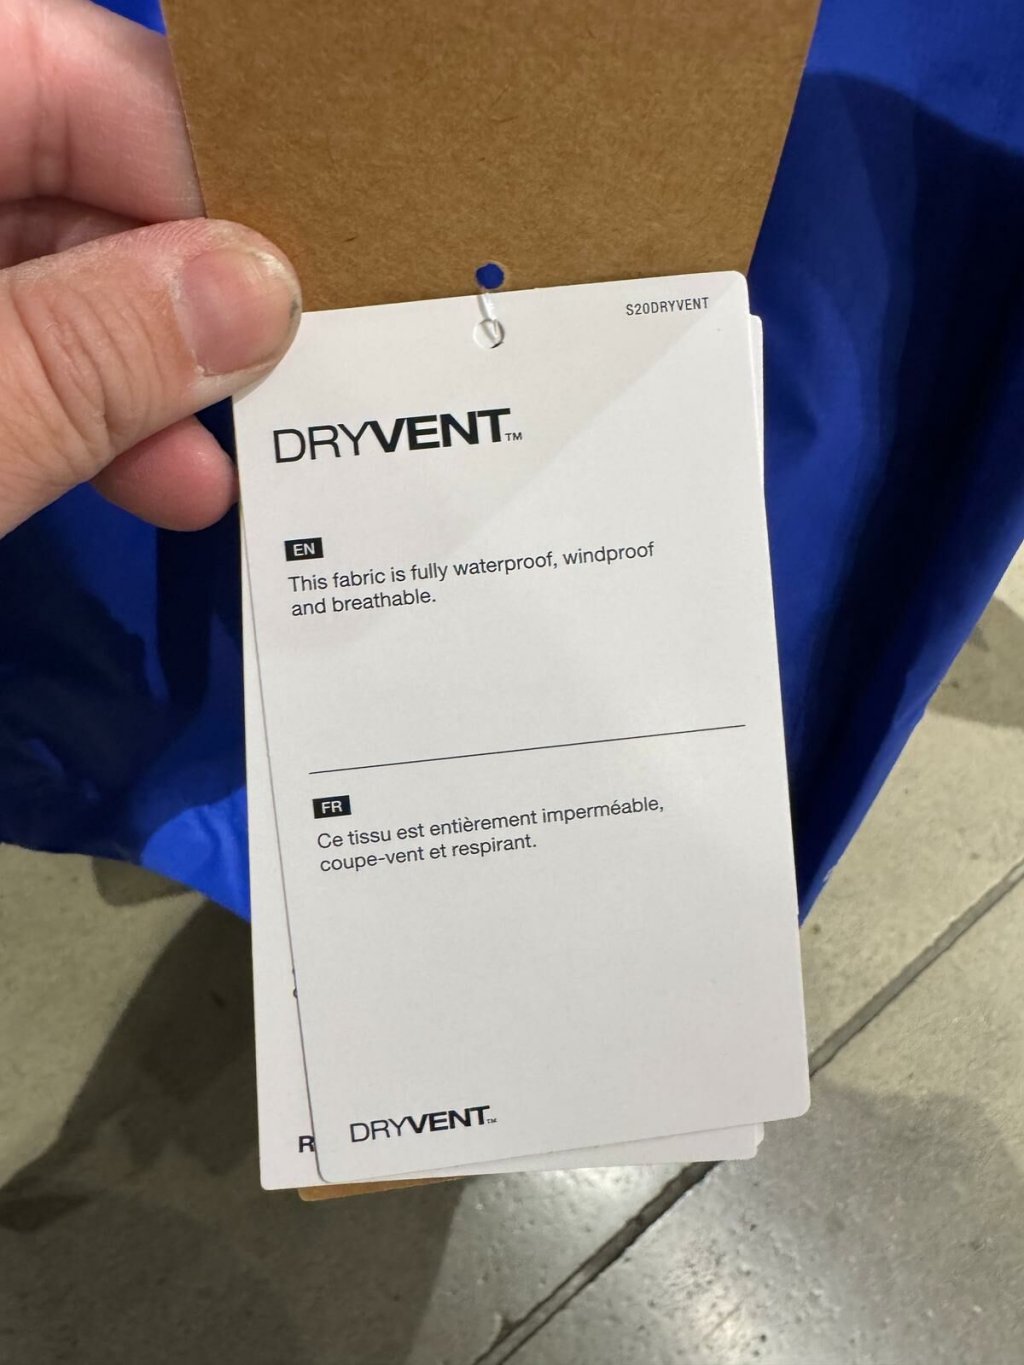 S20DRYVENT
DRYVENT™
EN
This fabric is fully waterproof, windproof
and breathable.
FR
Ce tissu est entièrement imperméable,
coupe-vent et respirant.
DRYVENT™